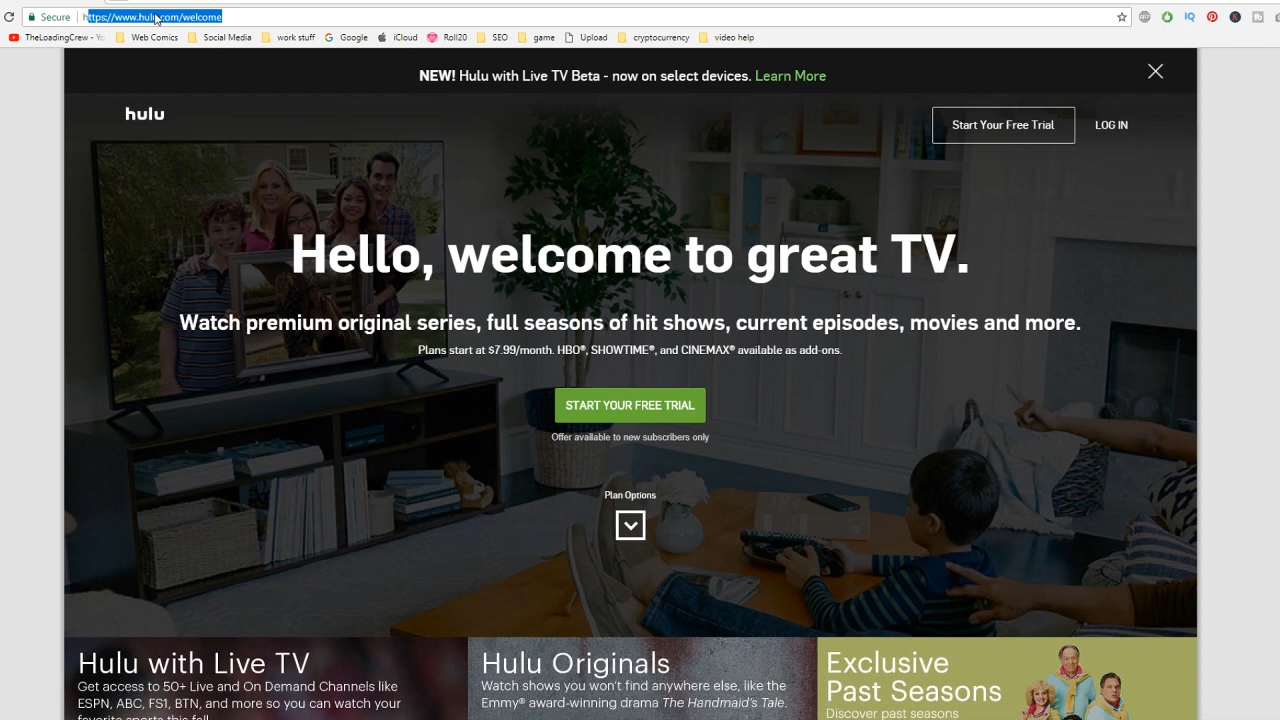 Secure | https://www.hulu.com/welcome
TheLoadingCrew - Yo Web Comics Social Media work stuff Google iCloud Roll20 SEO game Upload cryptocurrency video help
NEW! Hulu with Live TV Beta - now on select devices. Learn More
hulu
Start Your Free Trial LOG IN
Hello, welcome to great TV.
Watch premium original series, full seasons of hit shows, current episodes, movies and more.
Plans start at $7.99/month. HBO®, SHOWTIME®, and CINEMAX® available as add-ons.
START YOUR FREE TRIAL
Offer available to new subscribers only
Plan Options
Hulu with Live TV
Get access to 50+ Live and On Demand Channels like
ESPN, ABC, FS1, BTN, and more so you can watch your
favorite sports this fall
Hulu Originals
Watch shows you won't find anywhere else, like the
Emmy® award-winning drama The Handmaid's Tale.
Exclusive
Past Seasons
Discover past seasons